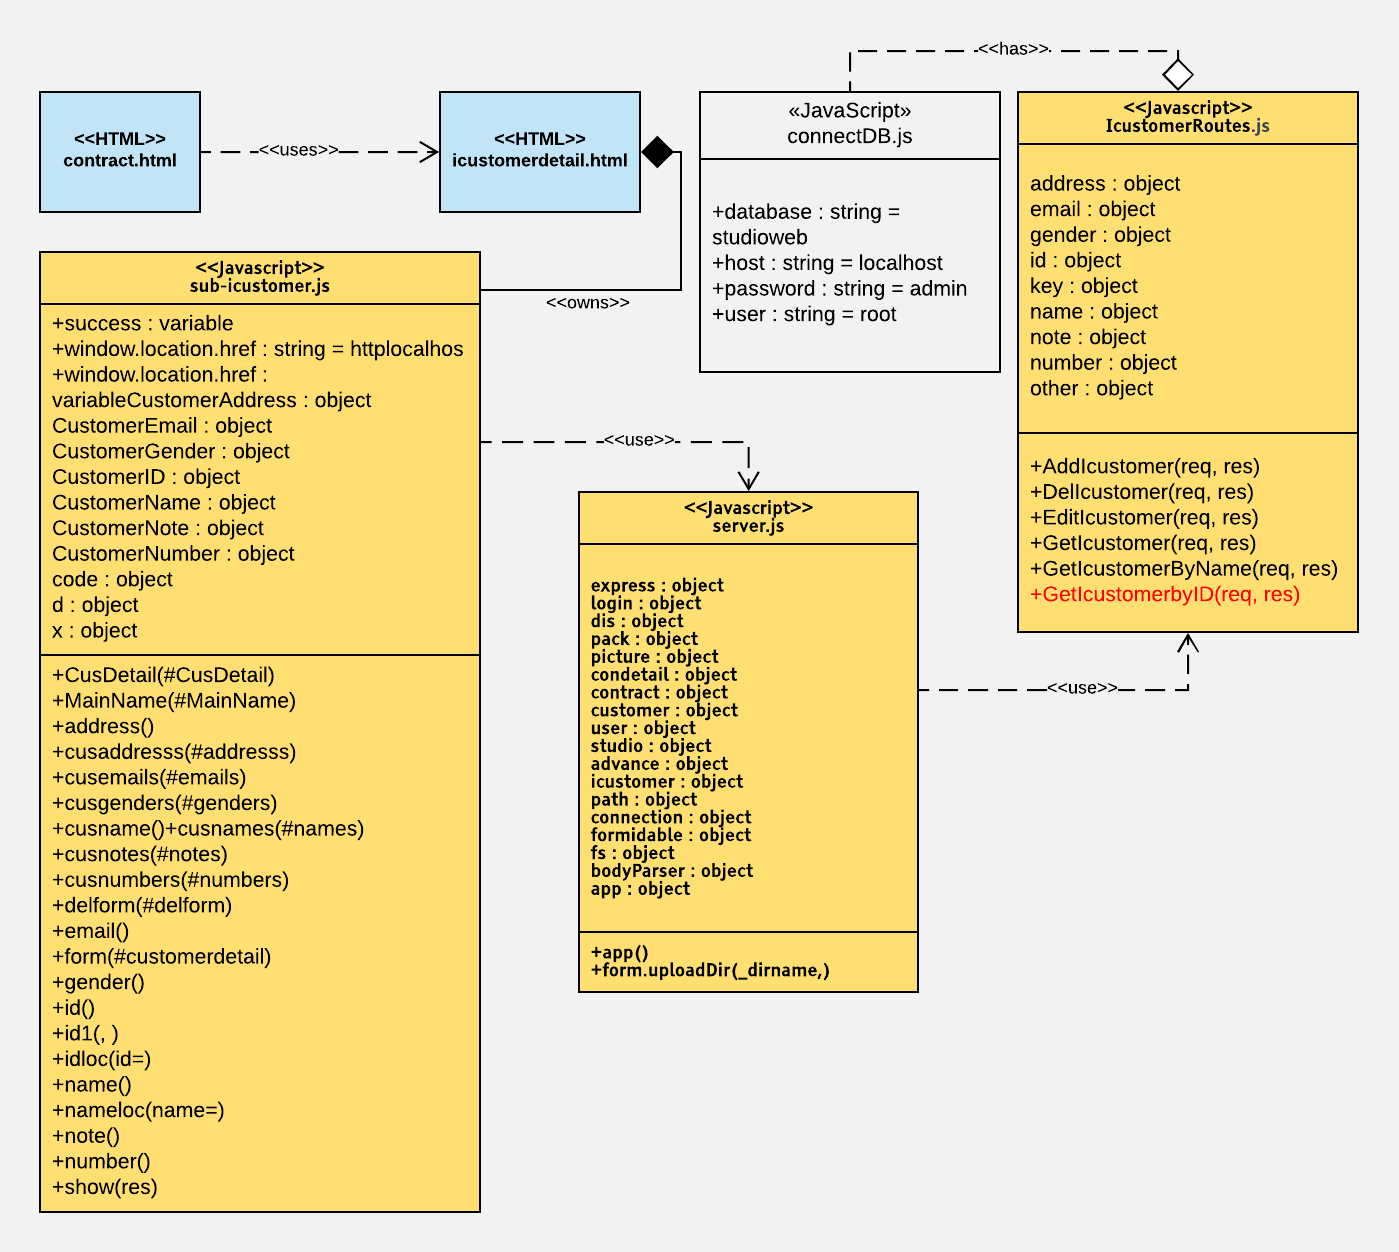 <<has>>
<<HTML>>
contract.html
<<uses>>
<<HTML>>
icustomerdetail.html
«JavaScript»
connectDB.js
+database : string =
studioweb
+host : string = localhost
+password : string = admin
+user : string = root
<<Javascript>>
IcustomerRoutes.js
address : object
email : object
gender : object
id : object
key : object
name : object
note : object
number : object
other : object
+AddIcustomer(req, res)
+DelIcustomer(req, res)
+EditIcustomer(req, res)
+GetIcustomer(req, res)
+GetIcustomerByName(req, res)
+GetIcustomerbyID(req, res)
<<owns>>
<<Javascript>>
sub-icustomer.js
+success : variable
+window.location.href : string = httplocalhos
+window.location.href :
variableCustomerAddress : object
CustomerEmail : object
CustomerGender : object
CustomerID : object
CustomerName : object
CustomerNote : object
CustomerNumber : object
code : object
d : object
x : object
+CusDetail(#CusDetail)
+MainName(#MainName)
+address()
+cusaddresss(#addresss)
+cusemails(#emails)
+cusgenders(#genders)
+cusname()+cusnames(#names)
+cusnotes(#notes)
+cusnumbers(#numbers)
+delform(#delform)
+email()
+form(#customerdetail)
+gender()
+id()
+id1(, )
+idloc(id=)
+name()
+nameloc(name=)
+note()
+number()
+show(res)
<<use>>
<<Javascript>>
server.js
express : object
login : object
dis : object
pack : object
picture : object
condetail : object
contract : object
customer : object
user : object
studio : object
advance : object
icustomer : object
path : object
connection : object
formidable : object
fs : object
bodyParser : object
app : object
+app()
+form.uploadDir(_dirname,)
<<use>>